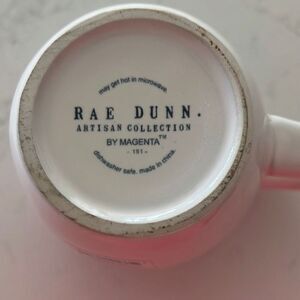 may get hot in microwave.
RAE DUNN.
ARTISAN COLLECTION
BY MAGENTA™
- 151 -
dishwasher safe. made in china.